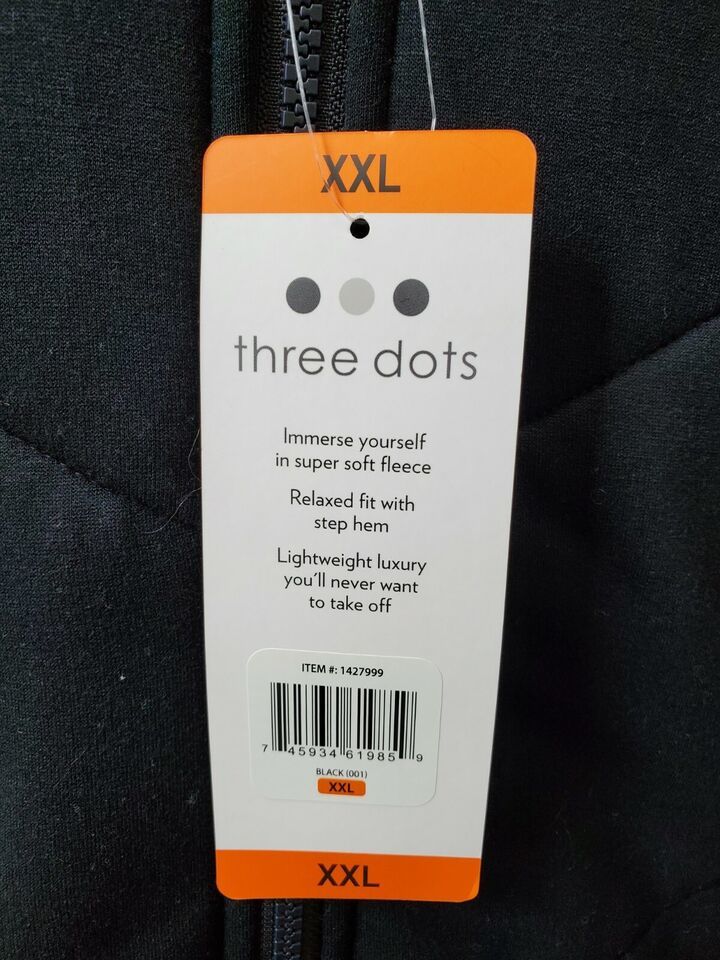 XXL
three dots
Immerse yourself
in super soft fleece
Relaxed fit with
step hem
Lightweight luxury
you'll never want
to take off
ITEM #: 1427999
7 45934 61985 9
BLACK (001)
XXL
XXL